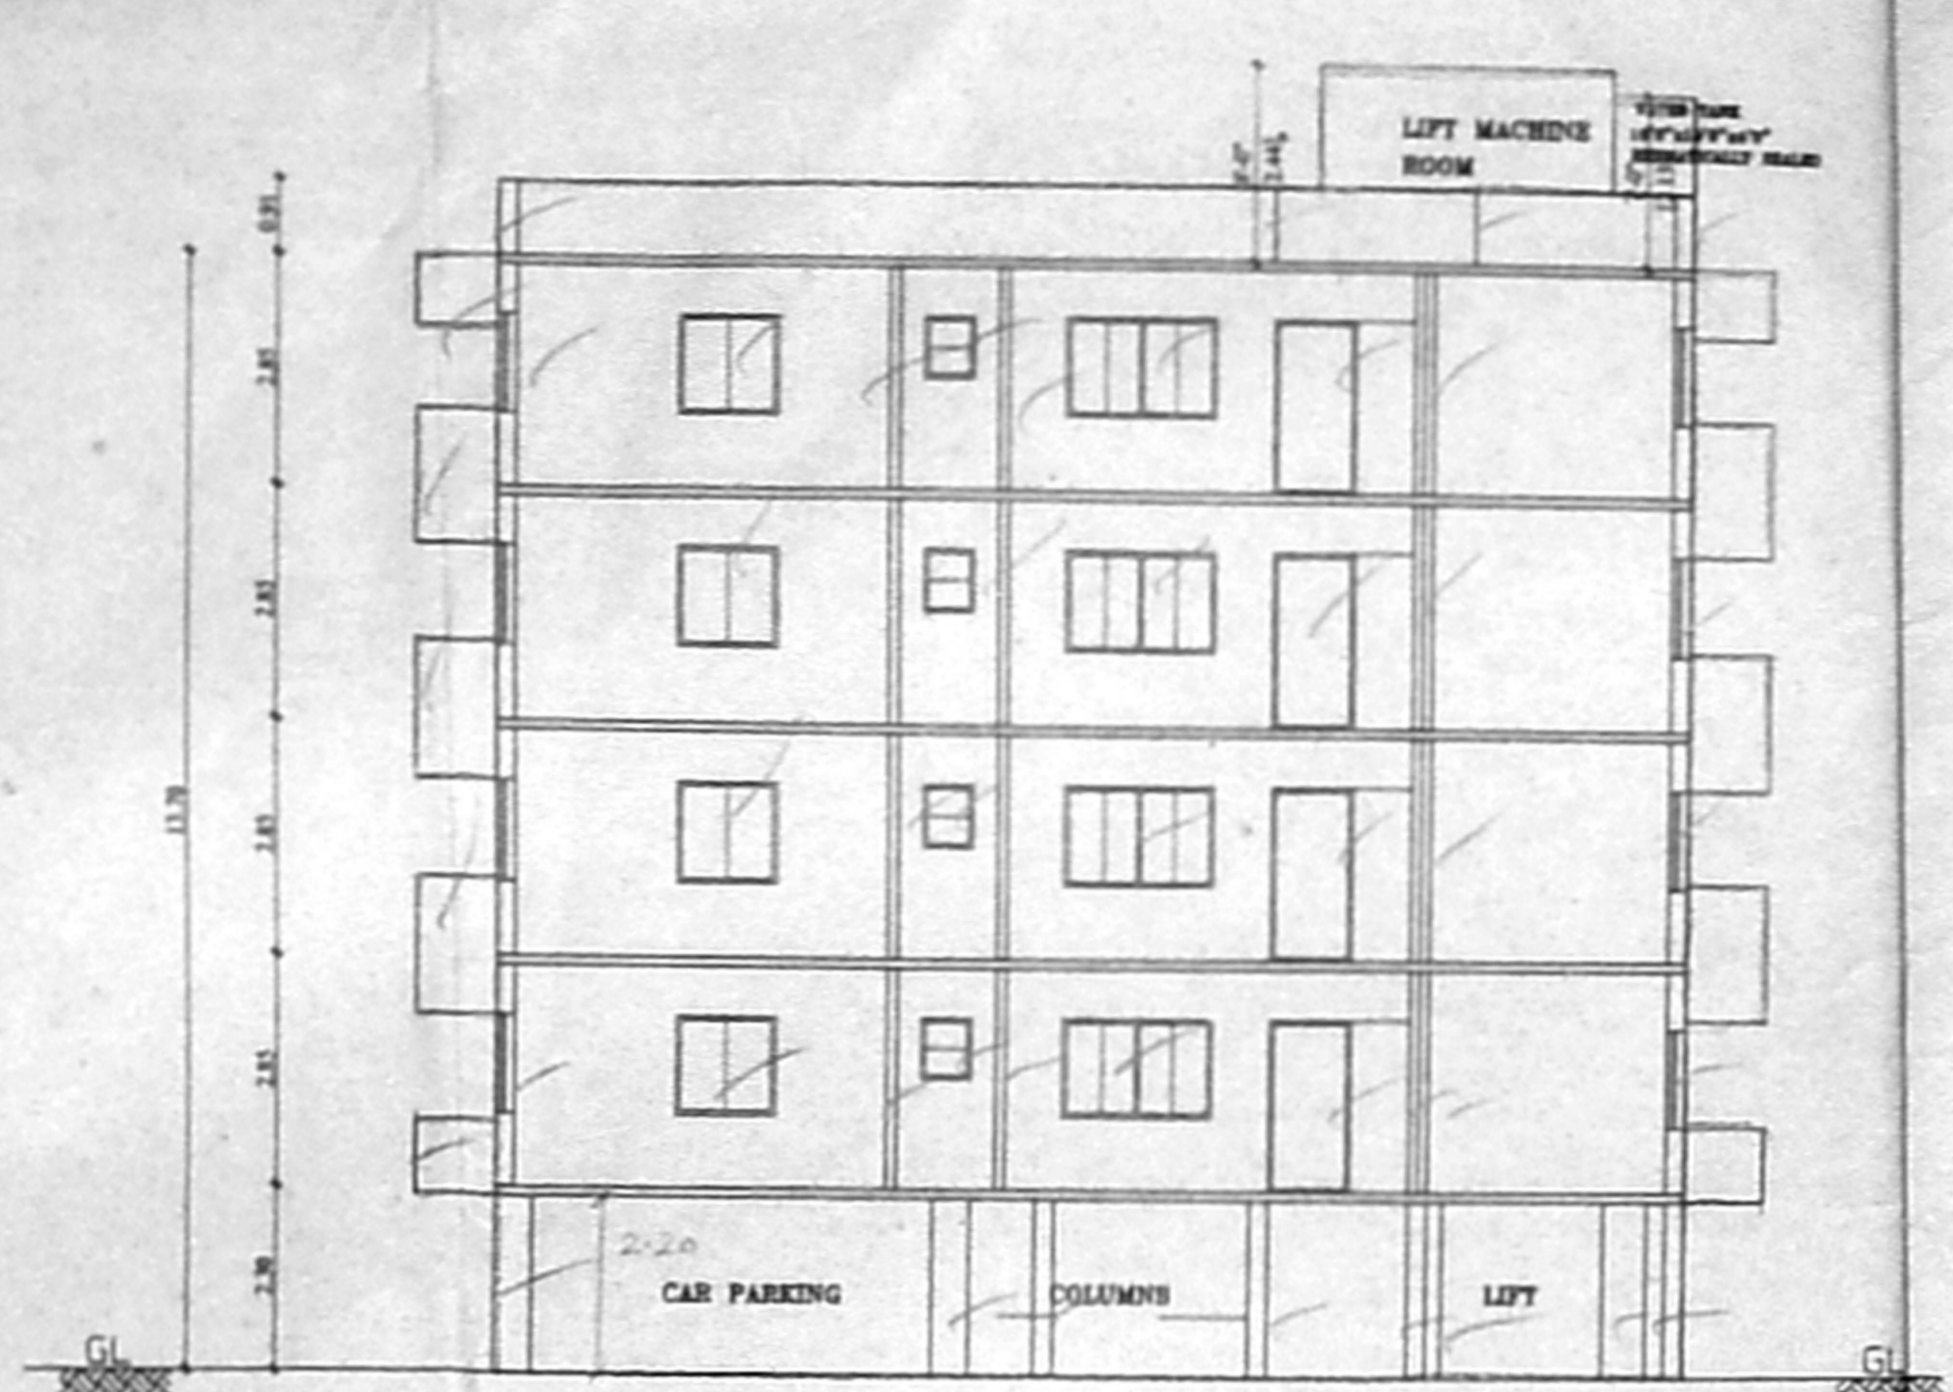 LIFT MACHINE
ROOM
0.91
2.85
2.85
13.70
2.85
2.85
2.20
CAR PARKING
COLUMNS
LIFT
2.30
GL
GL